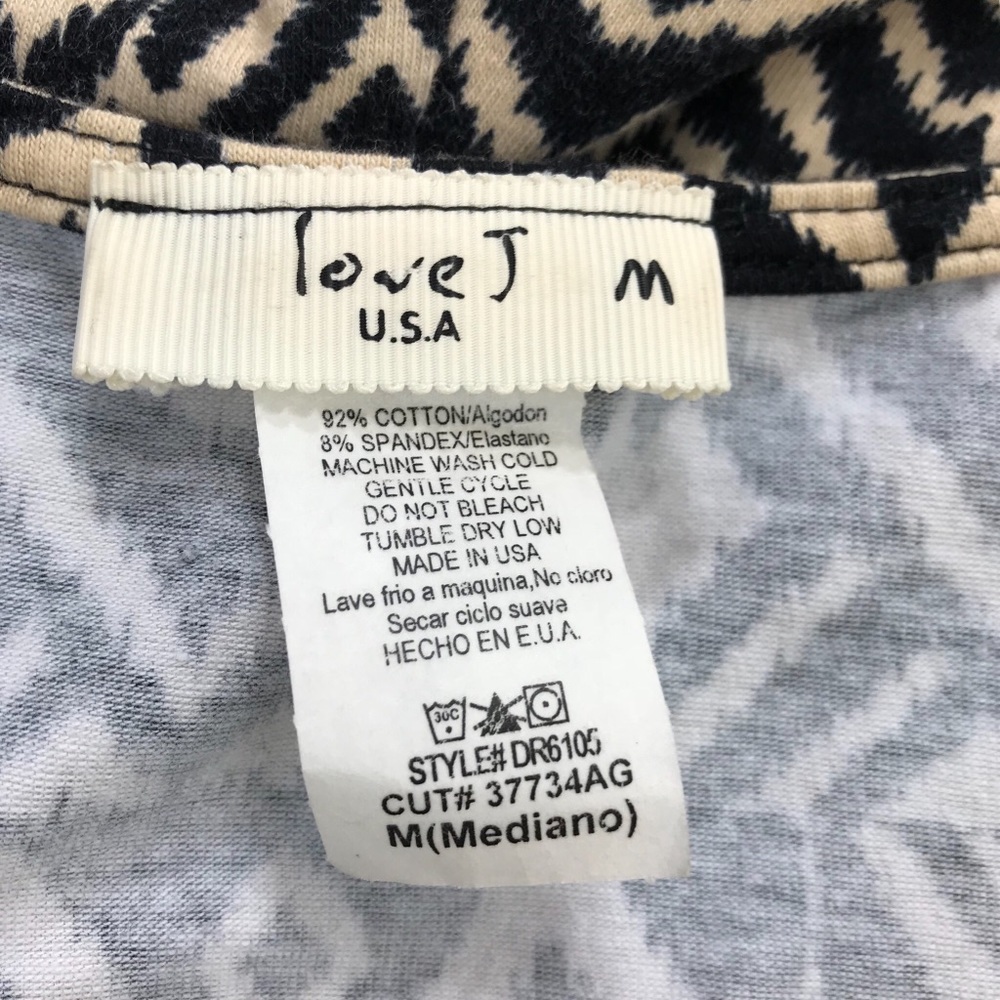 love J M
U.S.A
92% COTTON/Algodon
8% SPANDEX/Elastano
MACHINE WASH COLD
GENTLE CYCLE
DO NOT BLEACH
TUMBLE DRY LOW
MADE IN USA
Lave frio a maquina,No cloro
Secar ciclo suave
HECHO EN E.U.A.
30C
STYLE# DR6105
CUT# 37734AG
M(Mediano)